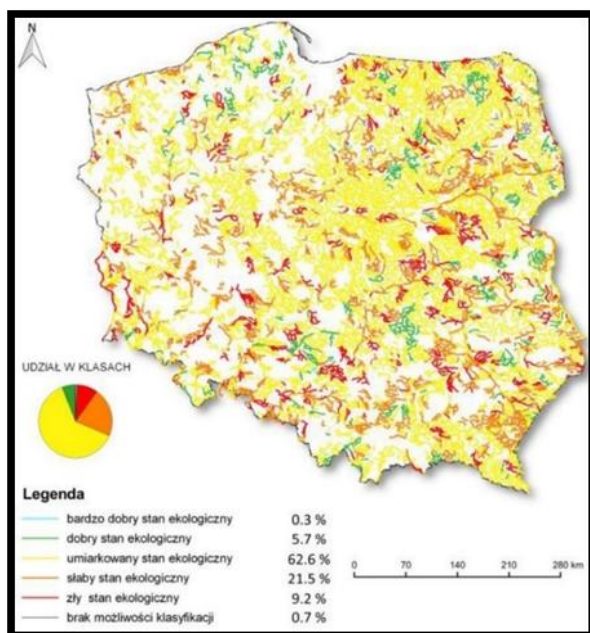 N
UDZIAŁ W KLASACH
Legenda
bardzo dobry stan ekologiczny 0.3 %
dobry stan ekologiczny 5.7 %
umiarkowany stan ekologiczny 62.6 %
słaby stan ekologiczny 21.5 %
zły stan ekologiczny 9.2 %
brak możliwości klasyfikacji 0.7 %
0 70 140 210 280 km